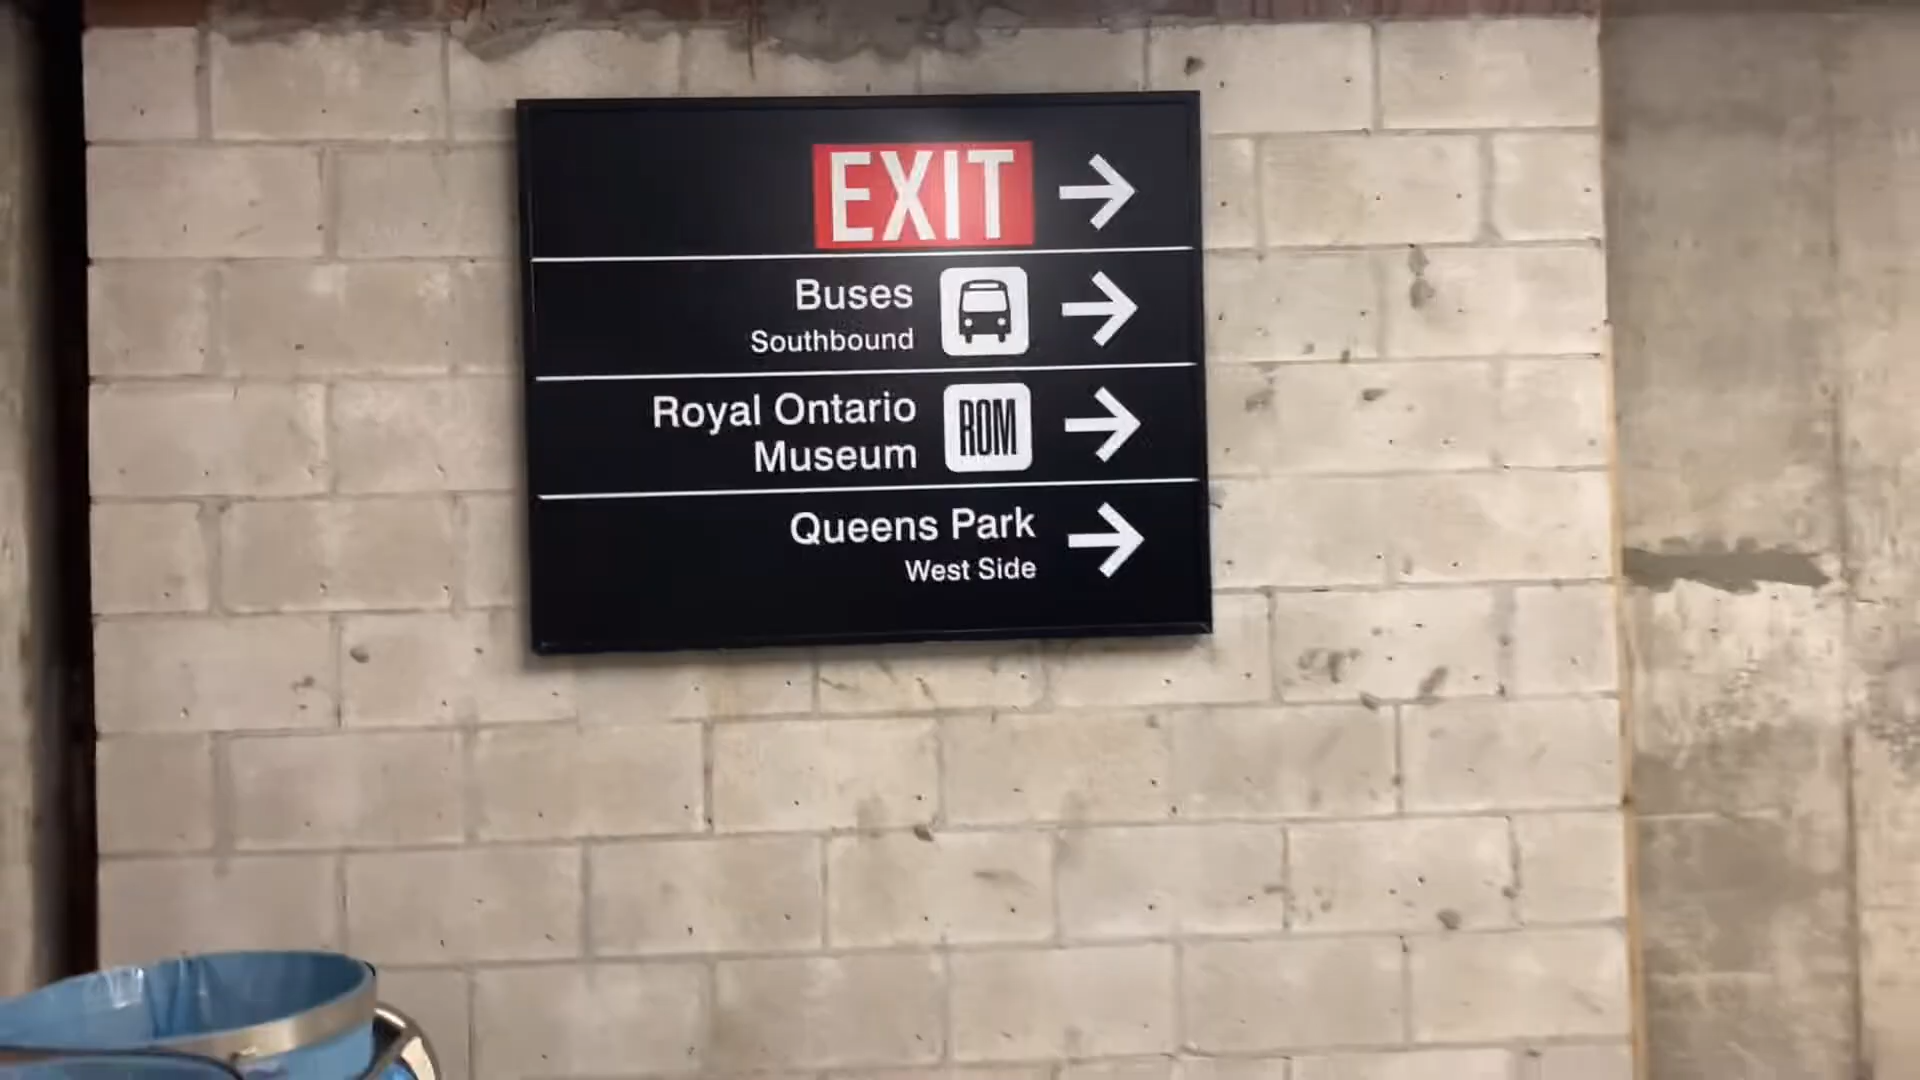 EXIT
Buses
Southbound
Royal Ontario
Museum
ROM
Queens Park
West Side